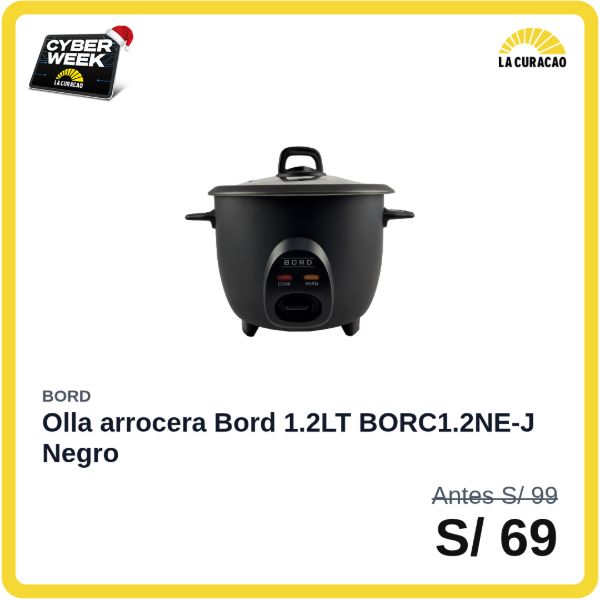 CYBER
WEEK
LA CURACAO
LA CURACAO
BORD
COOK
WARM
BORD
Olla arrocera Bord 1.2LT BORC1.2NE-J
Negro
Antes S/ 99
S/ 69